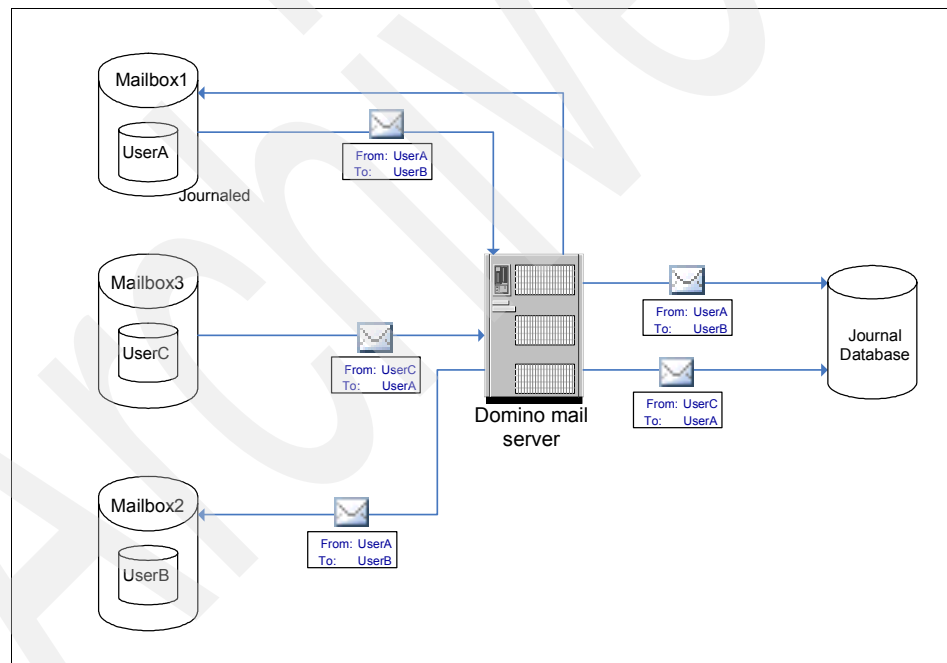 Mailbox1
UserA
Journaled
From: UserA
To: UserB
Mailbox3
UserC
From: UserC
To: UserA
Domino mail
server
From: UserA
To: UserB
From: UserC
To: UserA
Journal
Database
Mailbox2
UserB
From: UserA
To: UserB
Archive